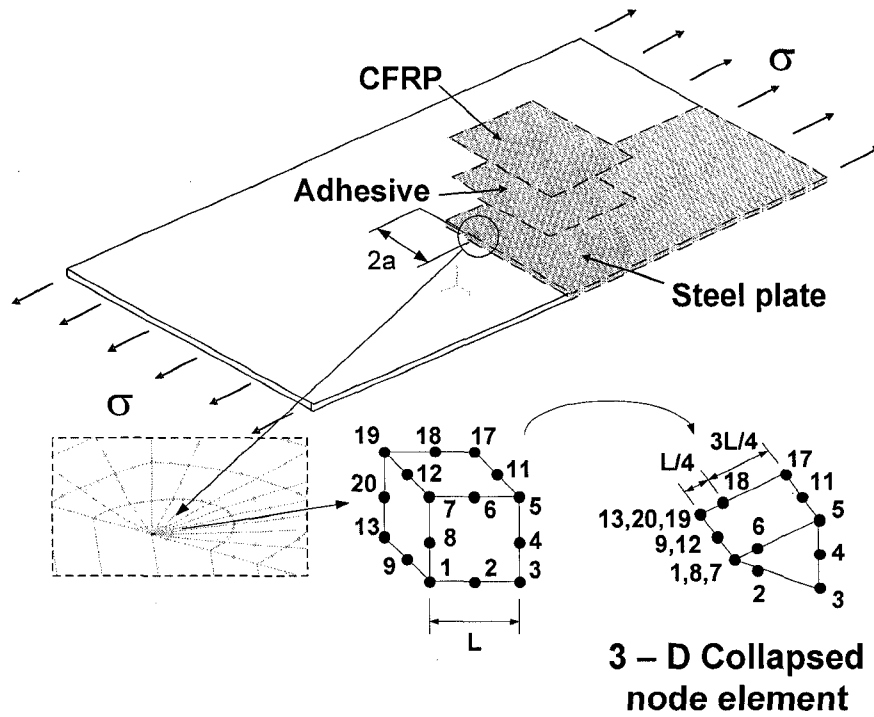 σ
CFRP
Adhesive
2a
Steel plate
σ
19 18 17
20 12 11
7 6 5
13 8 4
9 1 2 3
L
L/4 3L/4
18 17
13,20,19 11
9,12 6 5
1,8,7 4
2 3
3 – D Collapsed
node element